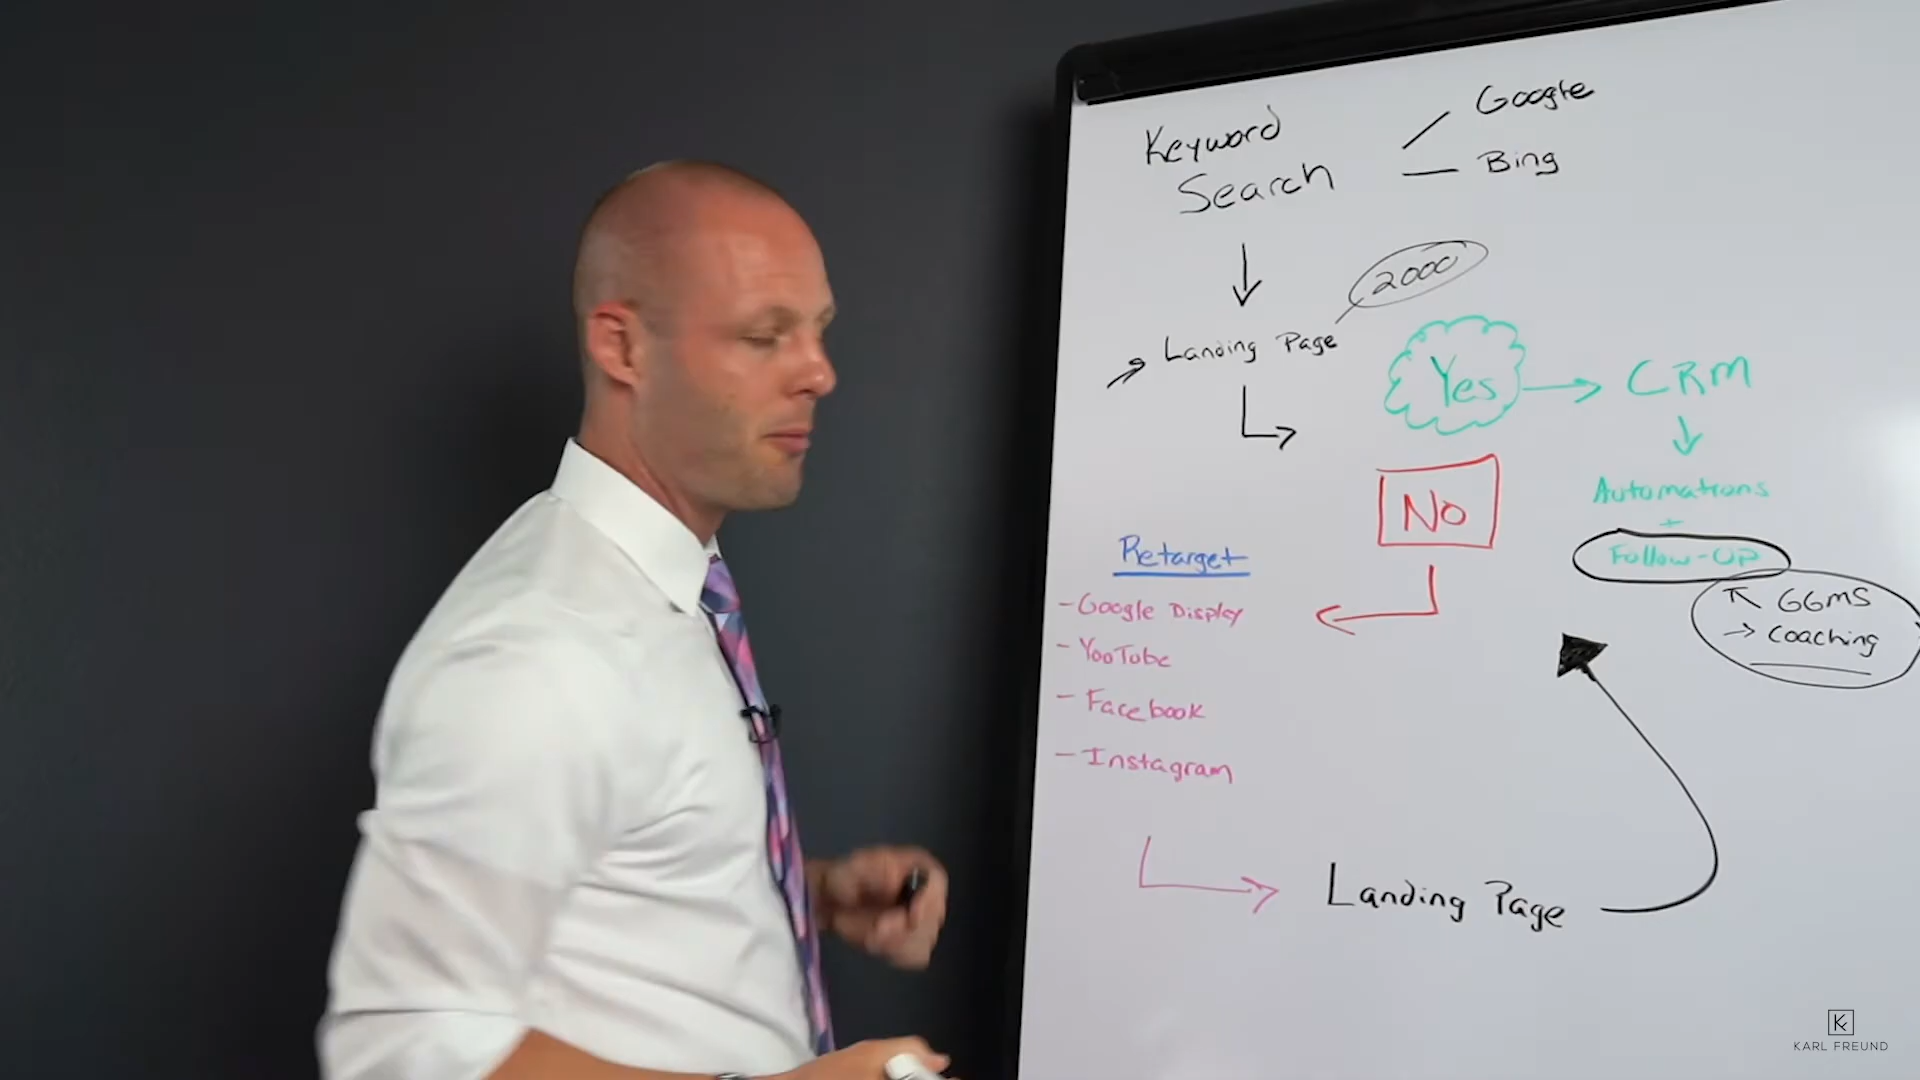 Keyword
Search
Google
Bing
2000
Landing Page
Yes
CRM
No
Automations
+
Follow-Up
GGMS
Coaching
Retarget
- Google Display
- YooTube
- Facebook
- Instagram
Landing Page
K
KARL FREUND